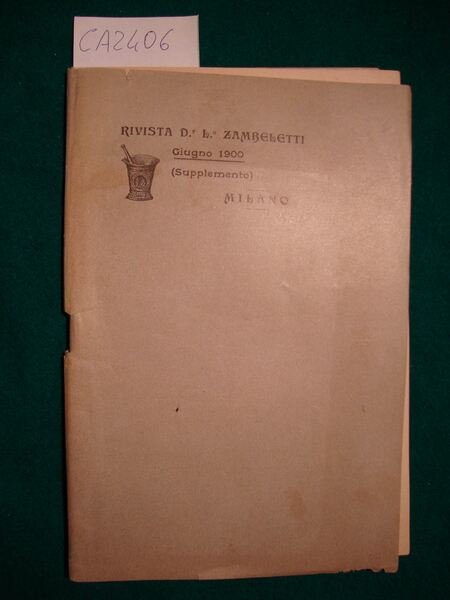 CA2406
RIVISTA D.r L.o ZAMBELETTI
Giugno 1900
(Supplemento)
MILANO